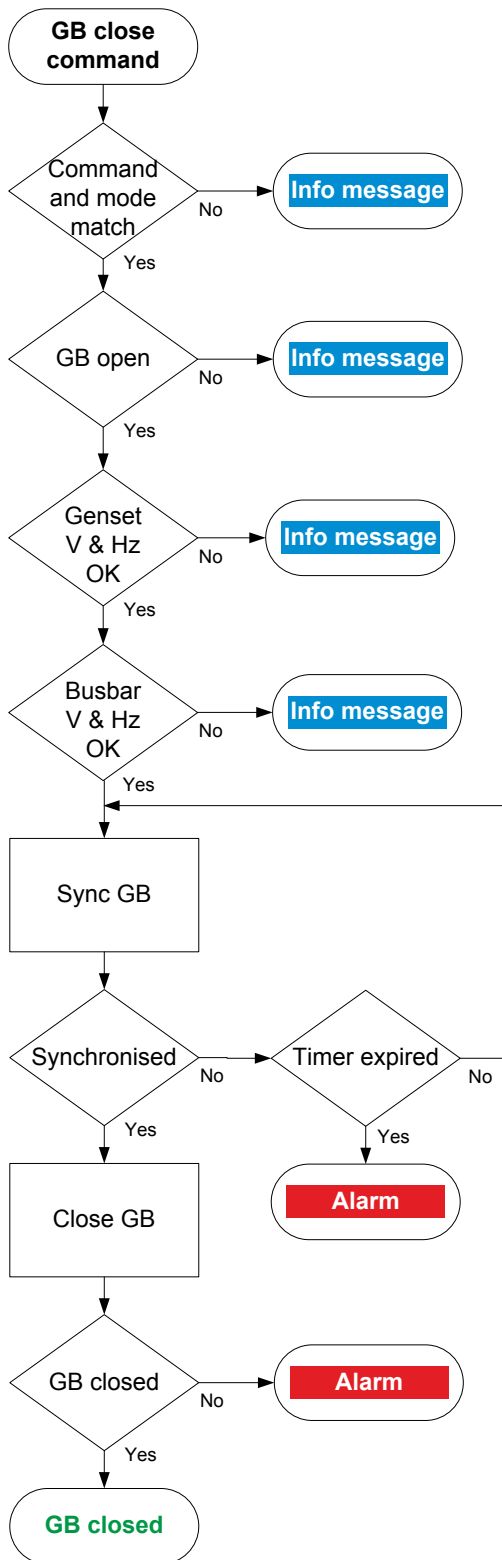 GB close
command
Command
and mode
match
No
Info message
Yes
GB open
No
Info message
Yes
Genset
V & Hz
OK
No
Info message
Yes
Busbar
V & Hz
OK
No
Info message
Yes
Sync GB
Synchronised
No
Timer expired
No
Yes
Yes
Close GB
Alarm
GB closed
No
Alarm
Yes
GB closed